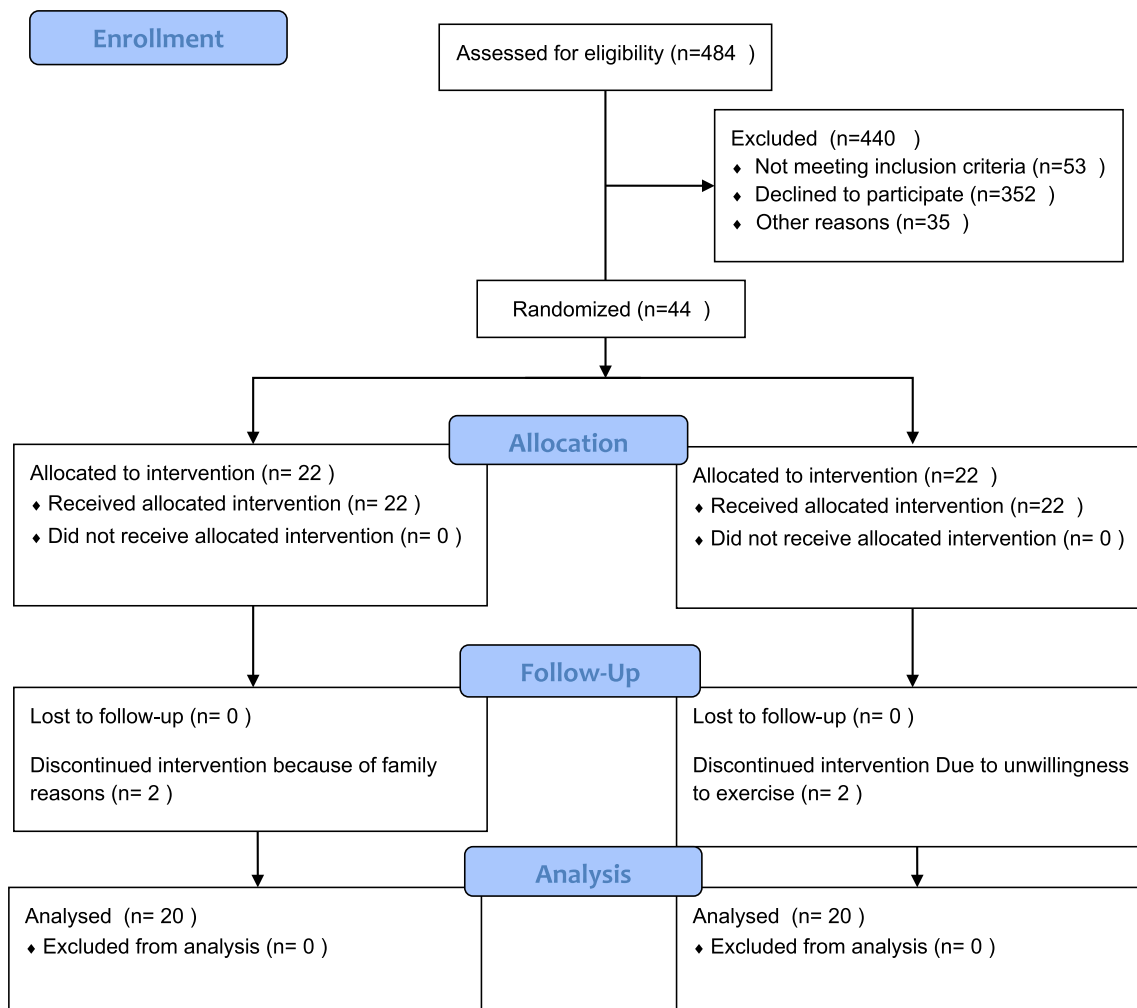 Enrollment
Assessed for eligibility (n=484 )
Excluded (n=440 )
♦ Not meeting inclusion criteria (n=53 )
♦ Declined to participate (n=352 )
♦ Other reasons (n=35 )
Randomized (n=44 )
Allocation
Allocated to intervention (n= 22 )
♦ Received allocated intervention (n= 22 )
♦ Did not receive allocated intervention (n= 0 )
Allocated to intervention (n=22 )
♦ Received allocated intervention (n=22 )
♦ Did not receive allocated intervention (n= 0 )
Follow-Up
Lost to follow-up (n= 0 )
Discontinued intervention because of family
reasons (n= 2 )
Lost to follow-up (n= 0 )
Discontinued intervention Due to unwillingness
to exercise (n= 2 )
Analysis
Analysed (n= 20 )
♦ Excluded from analysis (n= 0 )
Analysed (n= 20 )
♦ Excluded from analysis (n= 0 )